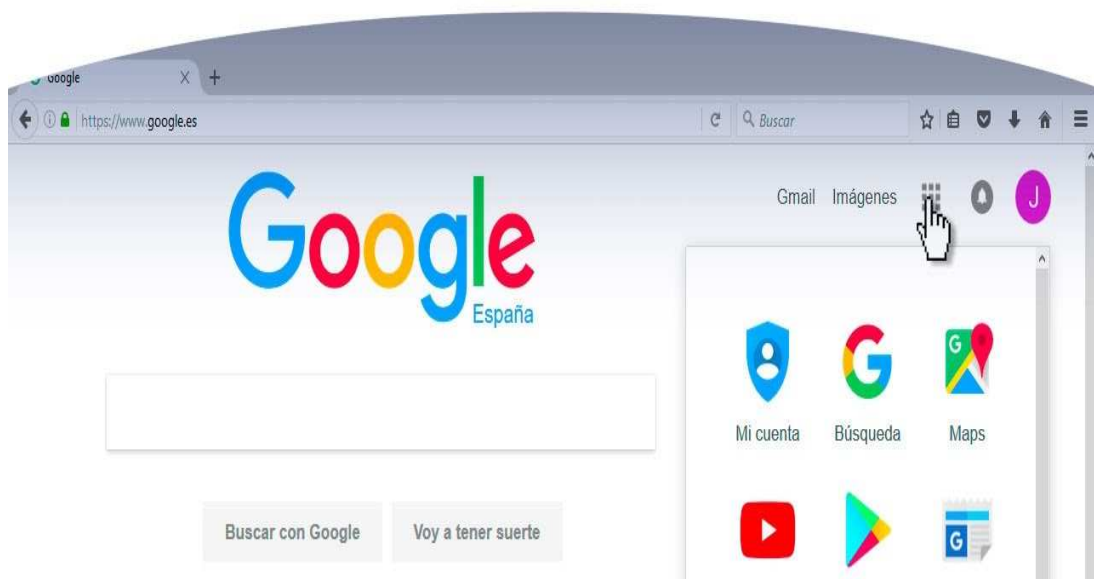 Google
https://www.google.es
Buscar
Gmail Imágenes J
Google
España
G G
Mi cuenta Búsqueda Maps
Buscar con Google Voy a tener suerte
G